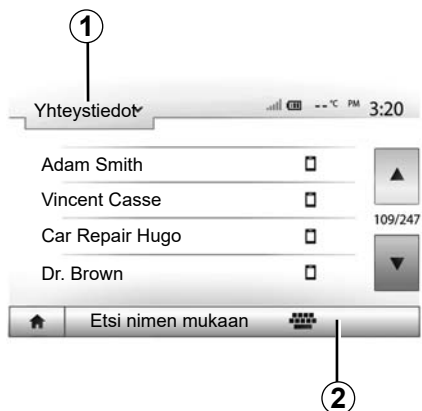 1
Yhteystiedot
--°C PM 3:20
Adam Smith
Vincent Casse
109/247
Car Repair Hugo
Dr. Brown
Etsi nimen mukaan
2